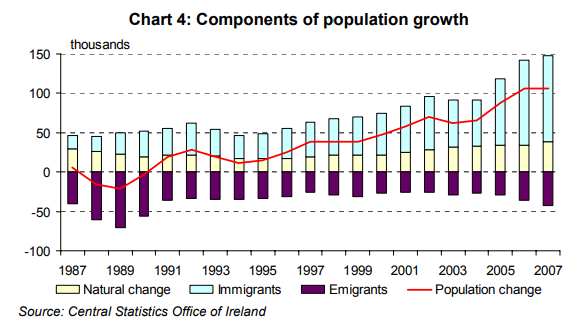 Chart 4: Components of population growth
thousands
150
100
50
0
-50
-100
1987 1989 1991 1993 1995 1997 1999 2001 2003 2005 2007
Natural change Immigrants Emigrants Population change
Source: Central Statistics Office of Ireland